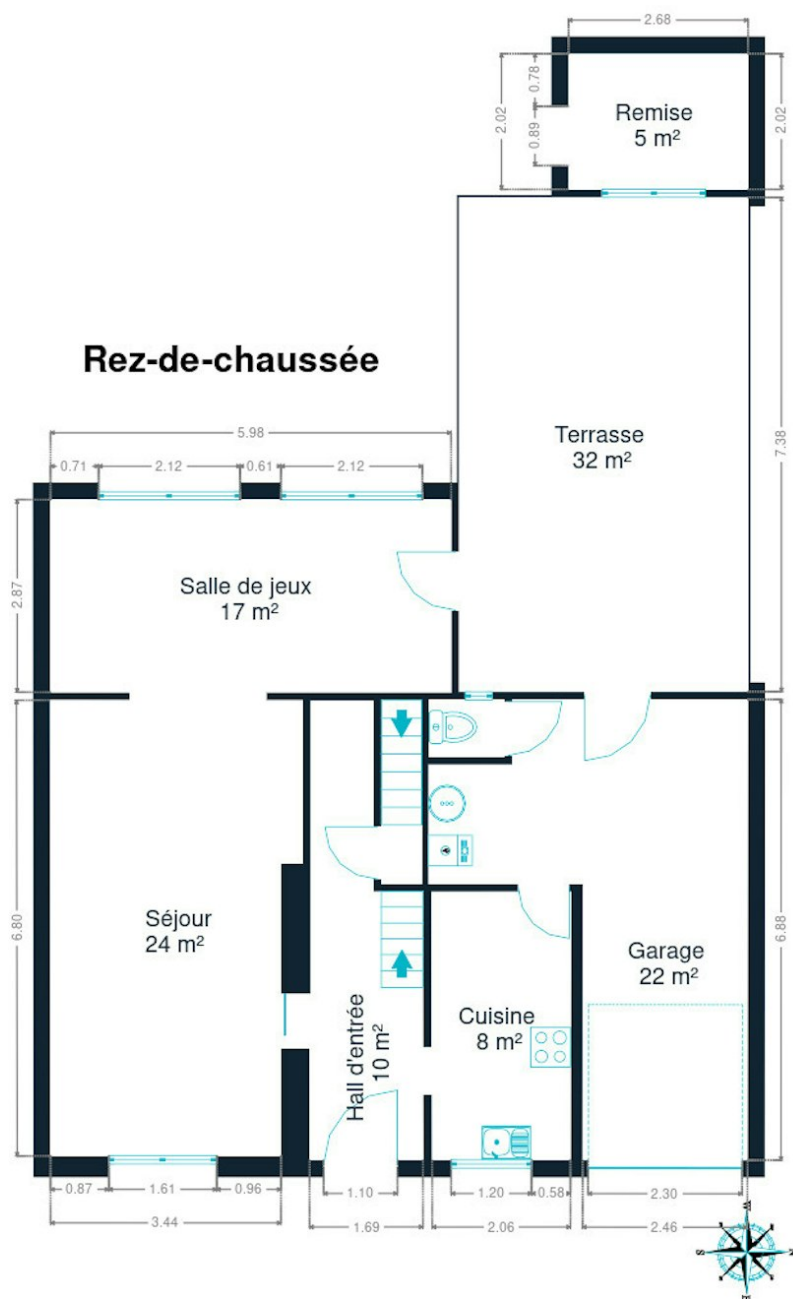 2.68
0.78
2.02
0.89
2.02
Remise
5 m²
Rez-de-chaussée
7.38
Terrasse
32 m²
5.98
0.71
2.12
0.61
2.12
2.87
Salle de jeux
17 m²
6.80
Séjour
24 m²
Hall d'entrée
10 m²
Cuisine
8 m²
Garage
22 m²
6.88
0.87
1.61
0.96
1.10
1.20
0.58
2.30
3.44
1.69
2.06
2.46